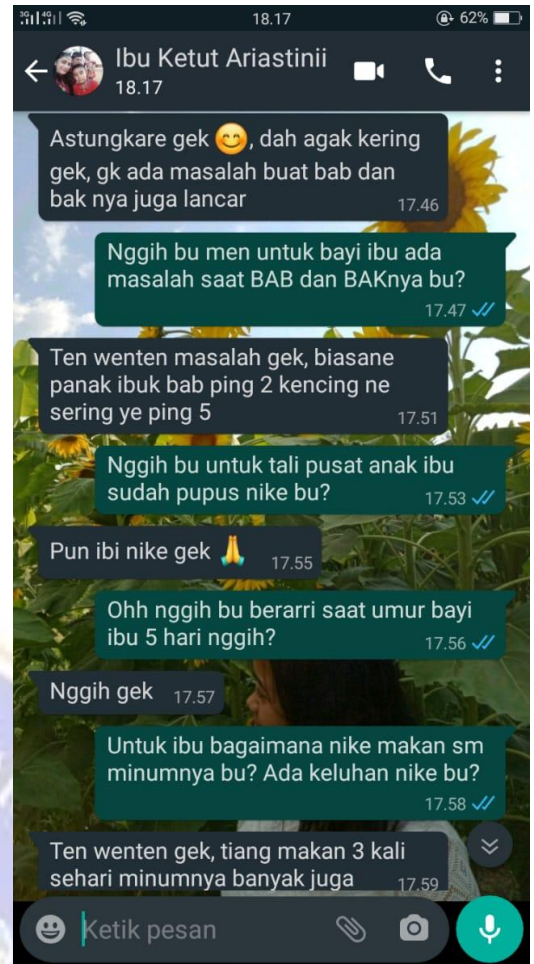 3G 4G 18.17 62%
Ibu Ketut Ariastinii
18.17
Astungkare gek 😊, dah agak kering
gek, gk ada masalah buat bab dan
bak nya juga lancar 17.46
Nggih bu men untuk bayi ibu ada
masalah saat BAB dan BAKnya bu?
17.47
Ten wenten masalah gek, biasane
panak ibuk bab ping 2 kencing ne
sering ye ping 5 17.51
Nggih bu untuk tali pusat anak ibu
sudah pupus nike bu? 17.53
Pun ibi nike gek 🙏 17.55
Ohh nggih bu berarri saat umur bayi
ibu 5 hari nggih? 17.56
Nggih gek 17.57
Untuk ibu bagaimana nike makan sm
minumnya bu? Ada keluhan nike bu?
17.58
Ten wenten gek, tiang makan 3 kali
sehari minumnya banyak juga 17.59
Ketik pesan